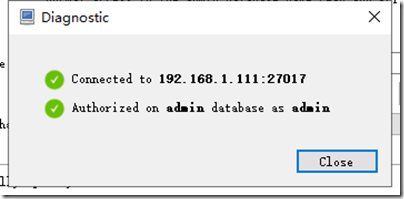 Diagnostic
Connected to 192.168.1.111:27017
Authorized on admin database as admin
Close